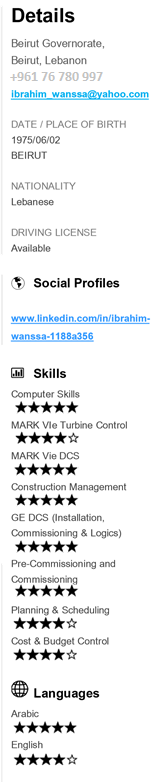 Details
Beirut Governorate,
Beirut, Lebanon
+961 76 780 997
ibrahim_wanssa@yahoo.com
DATE / PLACE OF BIRTH
1975/06/02
BEIRUT
NATIONALITY
Lebanese
DRIVING LICENSE
Available
Social Profiles
www.linkedin.com/in/ibrahim-
wanssa-1188a356
Skills
Computer Skills
★★★★★
MARK VIe Turbine Control
★★★★☆
MARK Vie DCS
★★★★★
Construction Management
★★★★★
GE DCS (Installation,
Commissioning & Logics)
★★★★★
Pre-Commissioning and
Commissioning
★★★★★
Planning & Scheduling
★★★★☆
Cost & Budget Control
★★★★☆
Languages
Arabic
★★★★★
English
★★★★☆